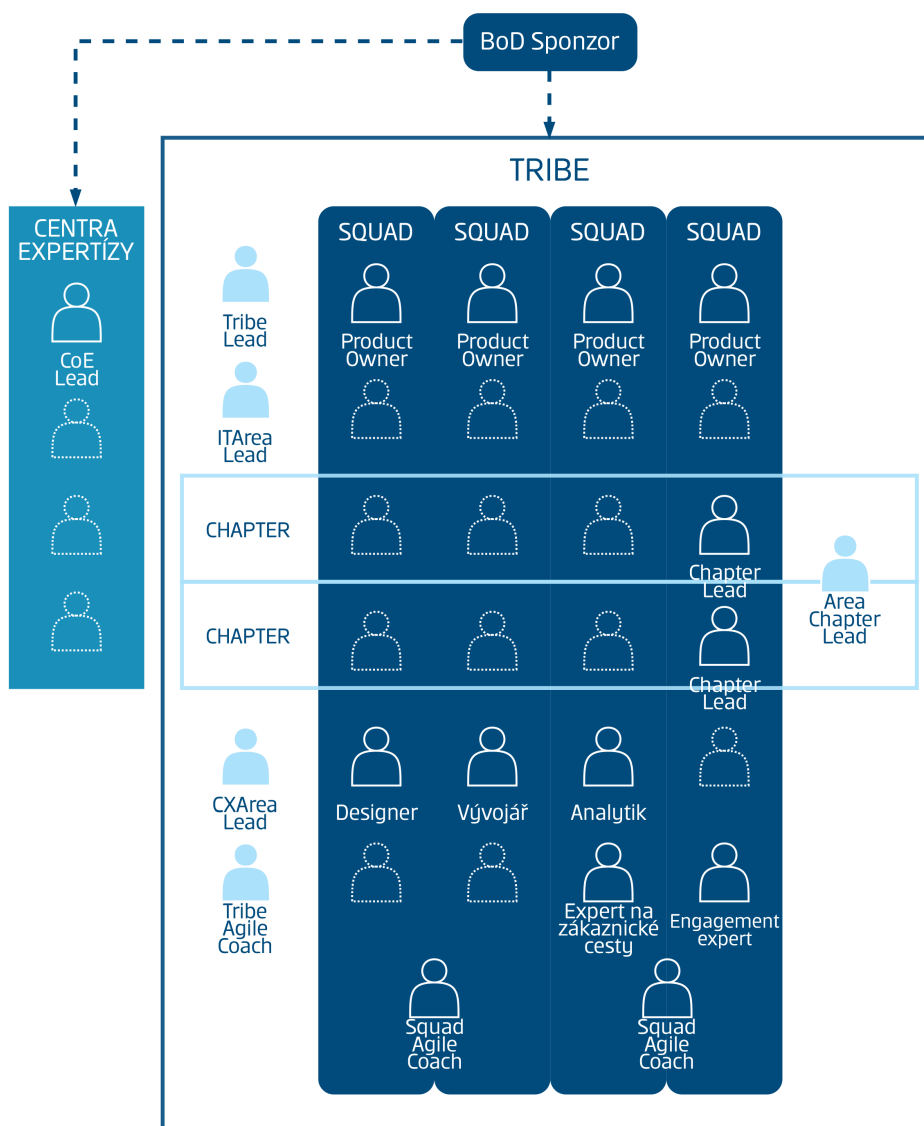 BoD Sponzor
TRIBE
CENTRA
EXPERTÍZY
CoE
Lead
SQUAD
SQUAD
SQUAD
SQUAD
Tribe
Lead
Product
Owner
Product
Owner
Product
Owner
Product
Owner
ITArea
Lead
CHAPTER
Chapter
Lead
Area
Chapter
Lead
CHAPTER
Chapter
Lead
CXArea
Lead
Designer
Vývojář
Analytik
Tribe
Agile
Coach
Expert na
zákaznické
cesty
Engagement
expert
Squad
Agile
Coach
Squad
Agile
Coach